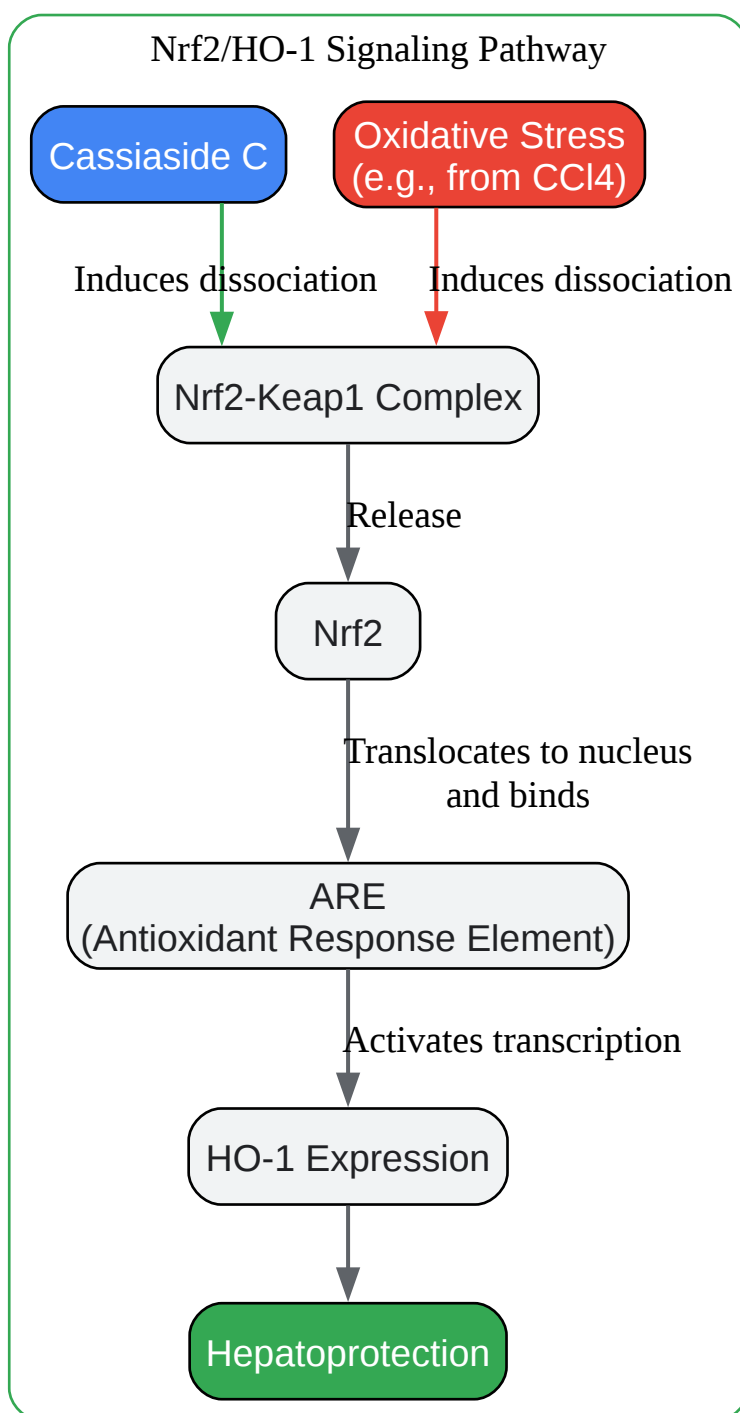 Nrf2/HO-1 Signaling Pathway
Cassiaside C
Oxidative Stress
(e.g., from CCl4)
Induces dissociation
Induces dissociation
Nrf2-Keap1 Complex
Release
Nrf2
Translocates to nucleus
and binds
ARE
(Antioxidant Response Element)
Activates transcription
HO-1 Expression
Hepatoprotection